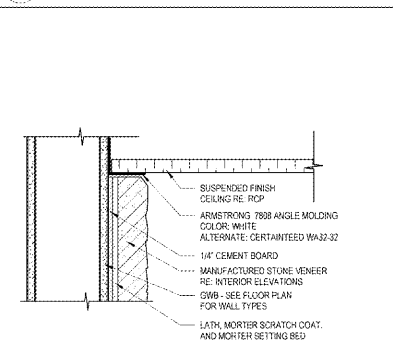 SUSPENDED FINISH
CEILING RE: RCP
ARMSTRONG 7808 ANGLE MOLDING
COLOR: WHITE
ALTERNATE: CERTAINTEED WA32-32
1/4" CEMENT BOARD
MANUFACTURED STONE VENEER
RE: INTERIOR ELEVATIONS
GWB - SEE FLOOR PLAN
FOR WALL TYPES
LATH, MORTER SCRATCH COAT,
AND MORTER SETTING BED